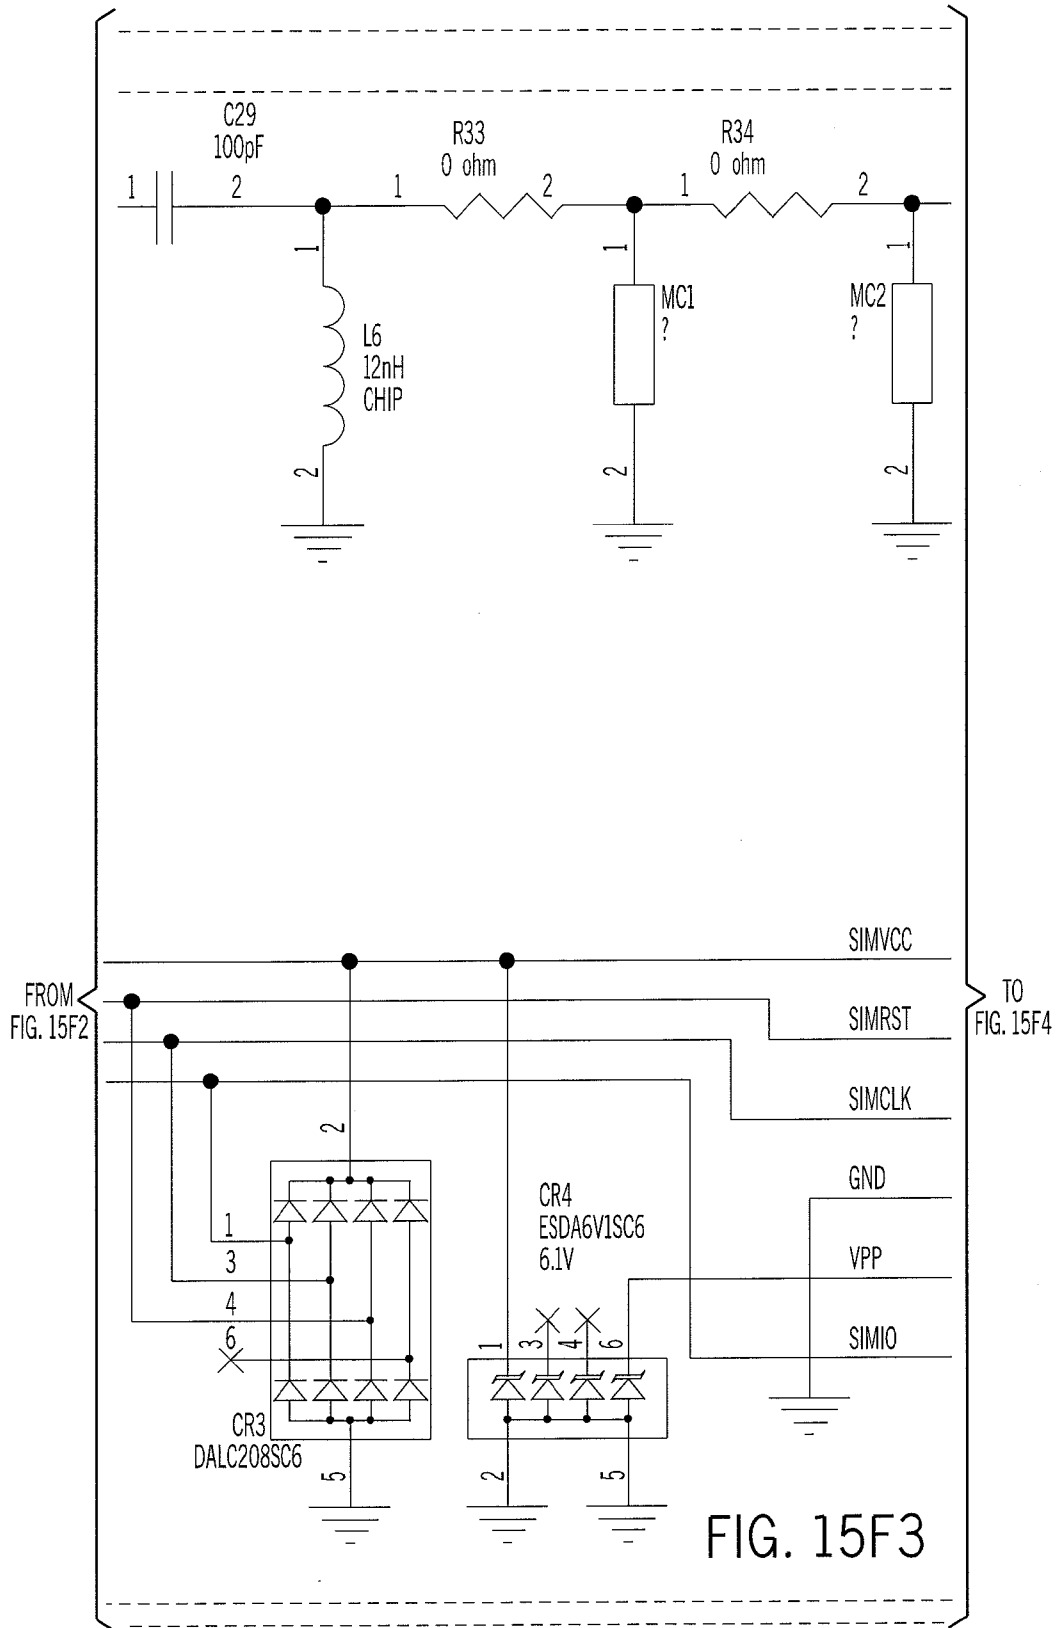 C29
100pF
R33
0 ohm
R34
0 ohm
1
2
1
2
1
2
1
1
1
L6
12nH
CHIP
MC1
?
MC2
?
2
2
2
SIMVCC
FROM
FIG. 15F2
TO
FIG. 15F4
SIMRST
SIMCLK
2
GND
CR4
ESDA6V1SC6
6.1V
1
3
4
6
VPP
SIMIO
1
3
4
6
CR3
DALC208SC6
5
2
5
FIG. 15F3